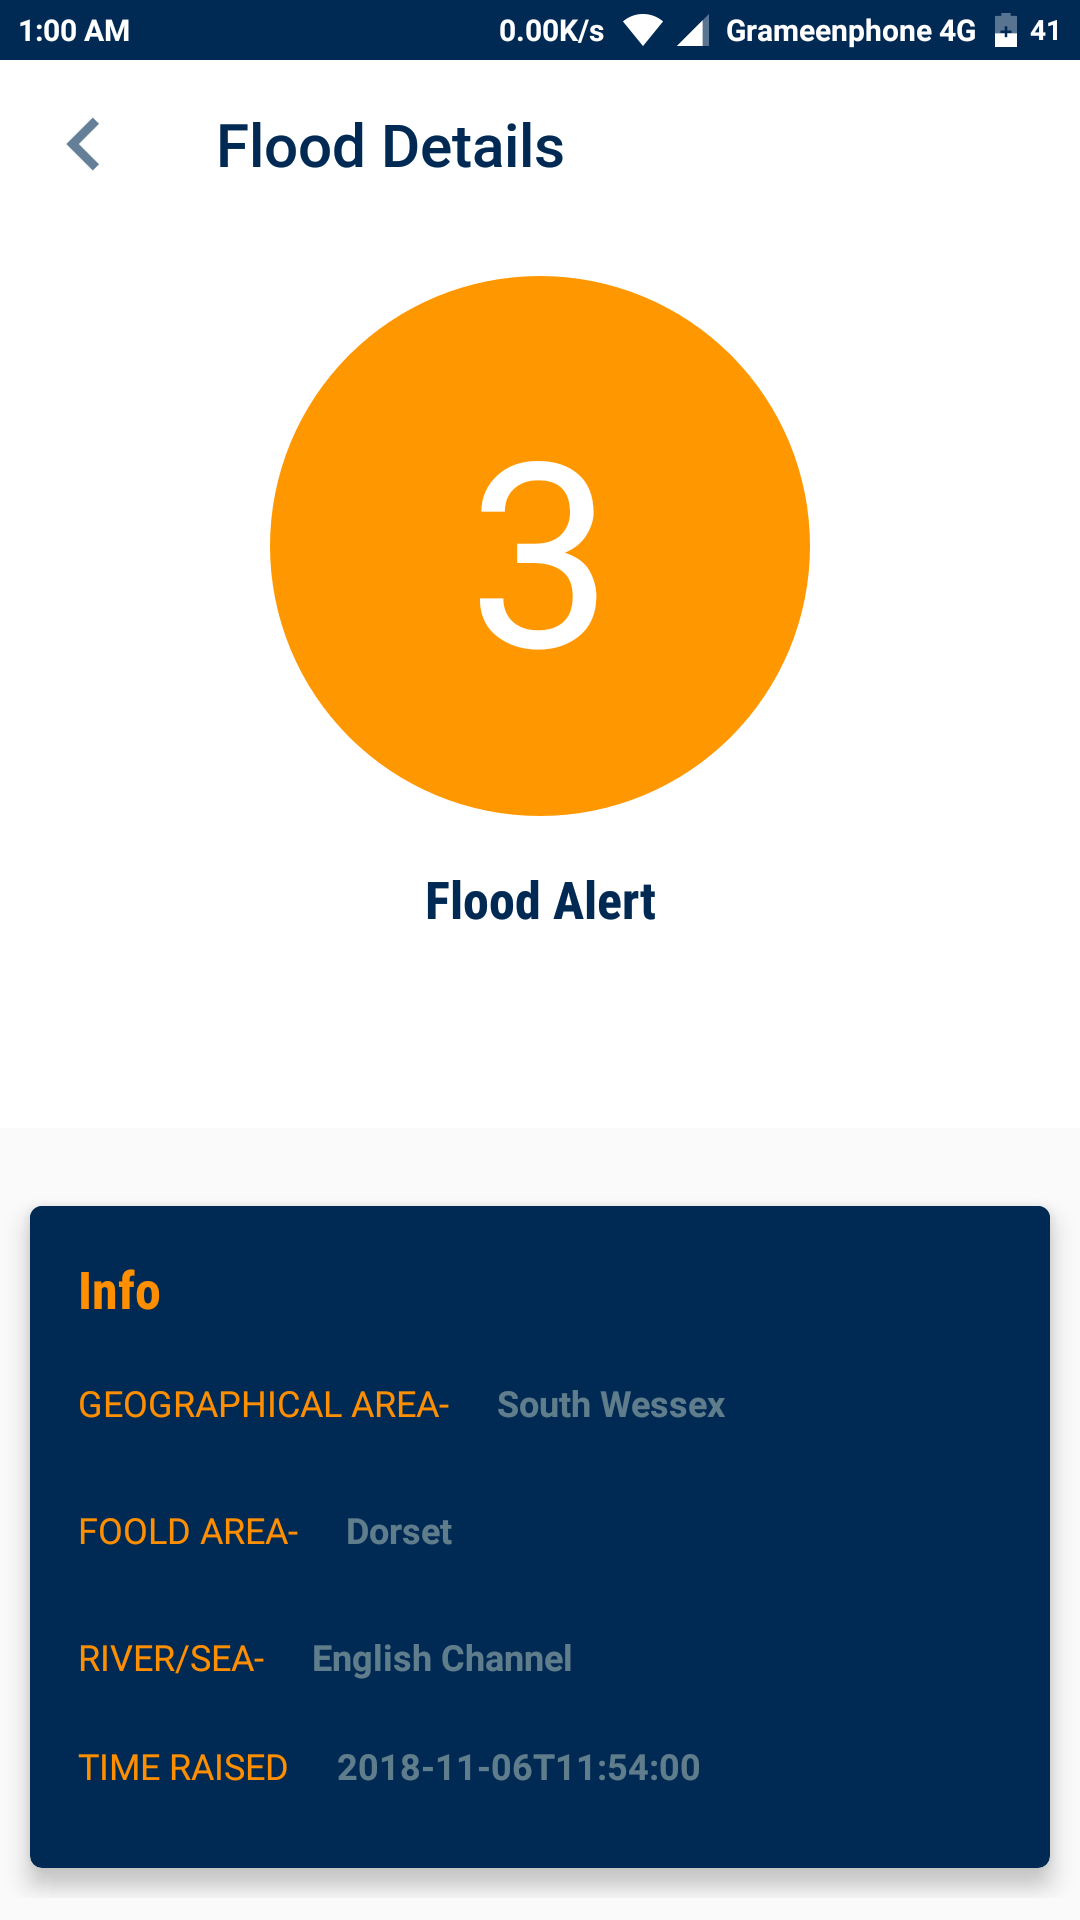 1:00 AM 0.00K/s Grameenphone 4G 41
Flood Details
3
Flood Alert
Info
GEOGRAPHICAL AREA- South Wessex
FOOLD AREA- Dorset
RIVER/SEA- English Channel
TIME RAISED 2018-11-06T11:54:00